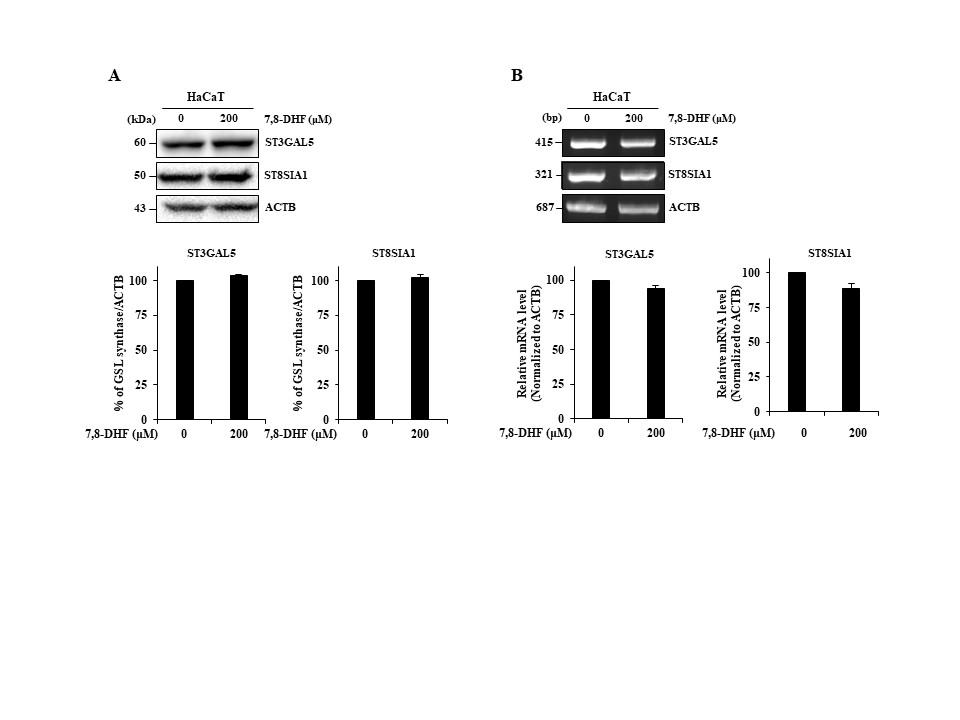 A
HaCaT
(kDa) 0 200 7,8-DHF (μM)
60 ST3GAL5
50 ST8SIA1
43 ACTB
ST3GAL5
% of GSL synthase/ACTB
100
75
50
25
0
7,8-DHF (μM) 0 200
ST8SIA1
% of GSL synthase/ACTB
100
75
50
25
0
7,8-DHF (μM) 0 200
B
HaCaT
(bp) 0 200 7,8-DHF (μM)
415 ST3GAL5
321 ST8SIA1
687 ACTB
ST3GAL5
Relative mRNA level
(Normalized to ACTB)
100
75
50
25
0
7,8-DHF (μM) 0 200
ST8SIA1
Relative mRNA level
(Normalized to ACTB)
100
75
50
25
0
7,8-DHF (μM) 0 200